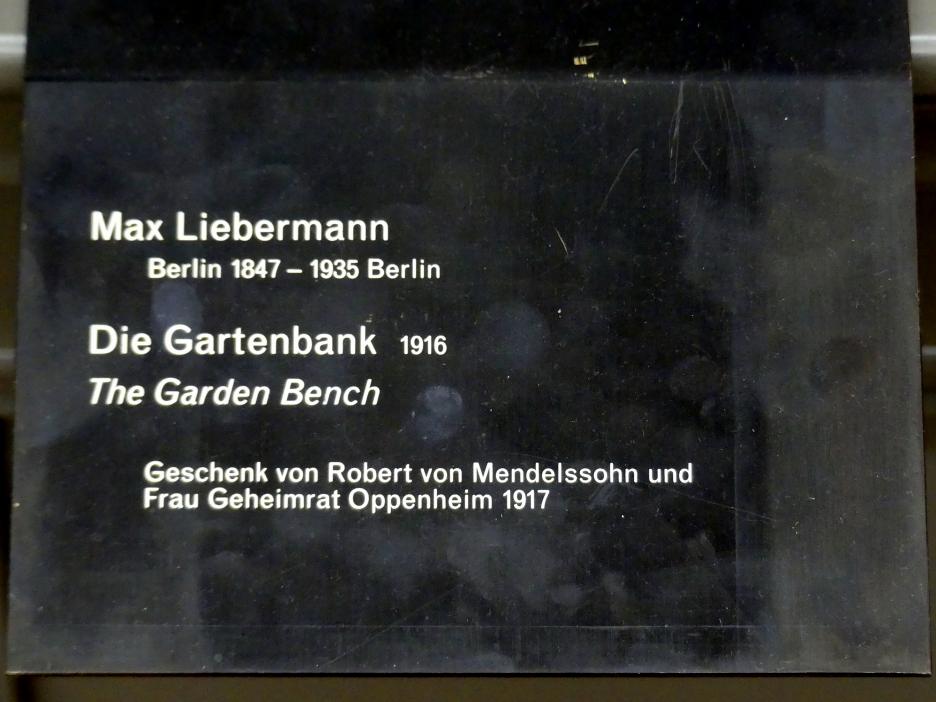 Max Liebermann
Berlin 1847 – 1935 Berlin
Die Gartenbank 1916
The Garden Bench
Geschenk von Robert von Mendelssohn und
Frau Geheimrat Oppenheim 1917